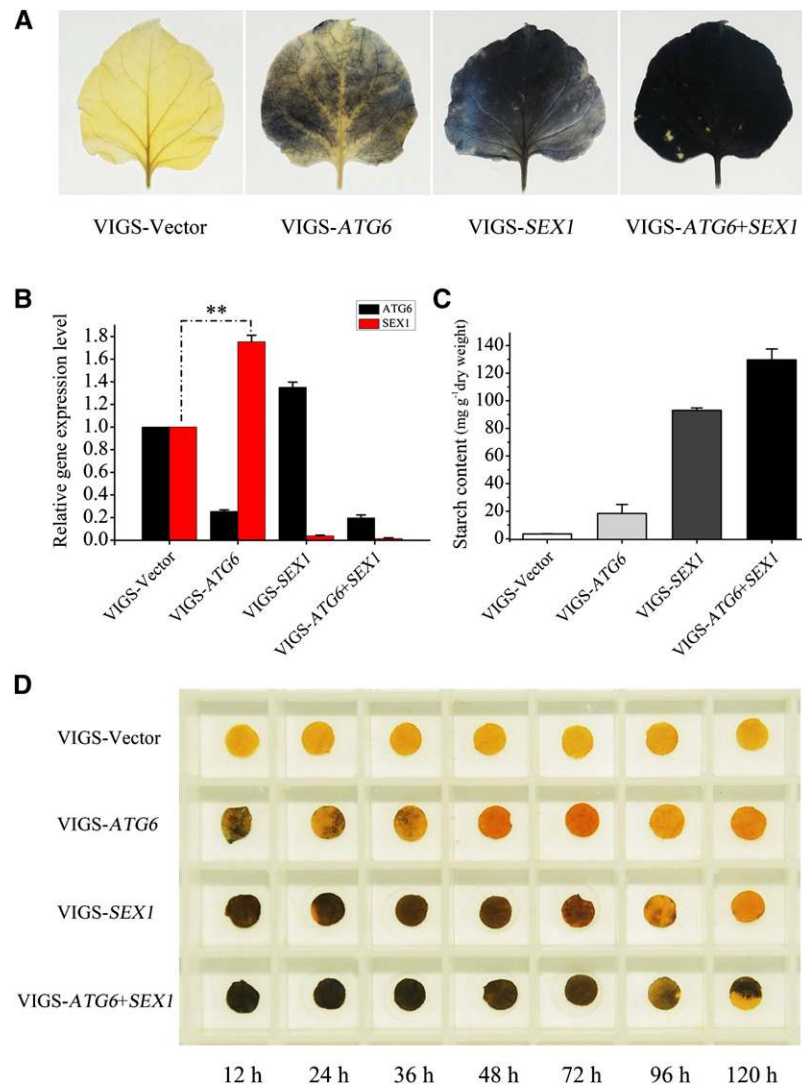 A
VIGS-Vector VIGS-ATG6 VIGS-SEX1 VIGS-ATG6+SEX1
B
Relative gene expression level
1.8
1.6
1.4
1.2
1.0
0.8
0.6
0.4
0.2
0.0
**
ATG6
SEX1
VIGS-Vector
VIGS-ATG6
VIGS-SEX1
VIGS-ATG6+SEX1
C
Starch content (mg g⁻¹dry weight)
140
120
100
80
60
40
20
0
VIGS-Vector
VIGS-ATG6
VIGS-SEX1
VIGS-ATG6+SEX1
D
VIGS-Vector
VIGS-ATG6
VIGS-SEX1
VIGS-ATG6+SEX1
12 h 24 h 36 h 48 h 72 h 96 h 120 h